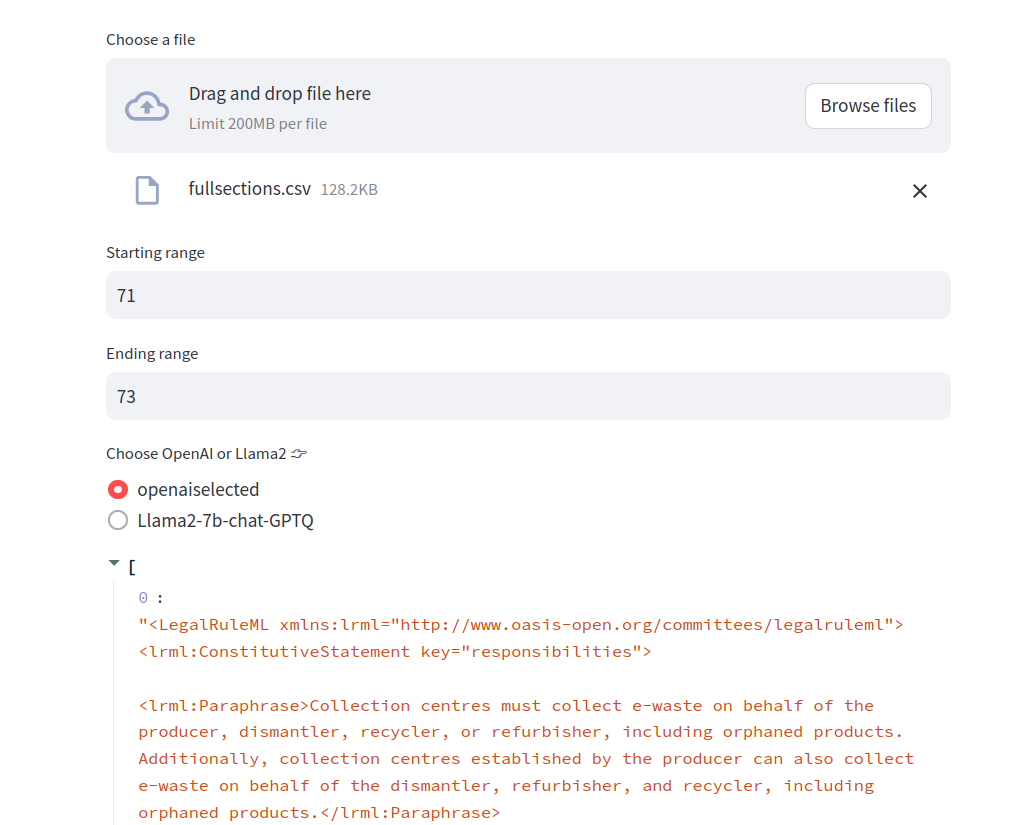 Choose a file
Drag and drop file here
Limit 200MB per file
Browse files
fullsections.csv 128.2KB
Starting range
71
Ending range
73
Choose OpenAI or Llama2 👉
openaiselected
Llama2-7b-chat-GPTQ
[
0 :
"<LegalRuleML xmlns:lrml="http://www.oasis-open.org/committees/legalruleml">
<lrml:ConstitutiveStatement key="responsibilities">
<lrml:Paraphrase>Collection centres must collect e-waste on behalf of the
producer, dismantler, recycler, or refurbisher, including orphaned products.
Additionally, collection centres established by the producer can also collect
e-waste on behalf of the dismantler, refurbisher, and recycler, including
orphaned products.</lrml:Paraphrase>